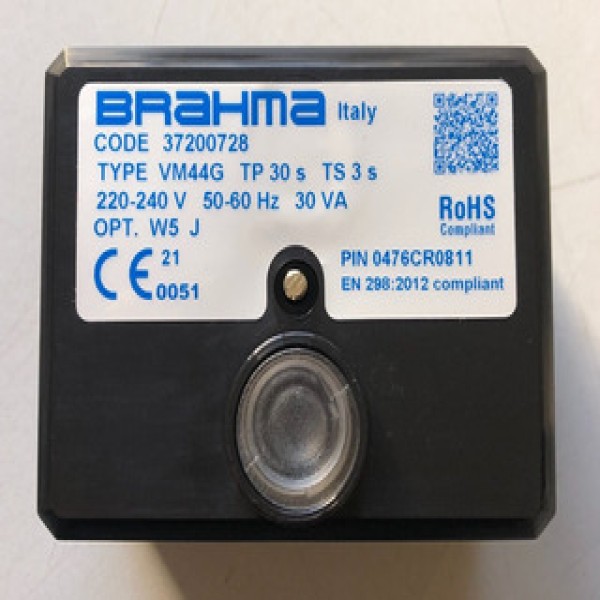 BRAHMA Italy
CODE 37200728
TYPE VM44G TP 30 s TS 3 s
220-240 V 50-60 Hz 30 VA
OPT. W5 J
RoHS
Compliant
CE 21
0051
PIN 0476CR0811
EN 298:2012 compliant